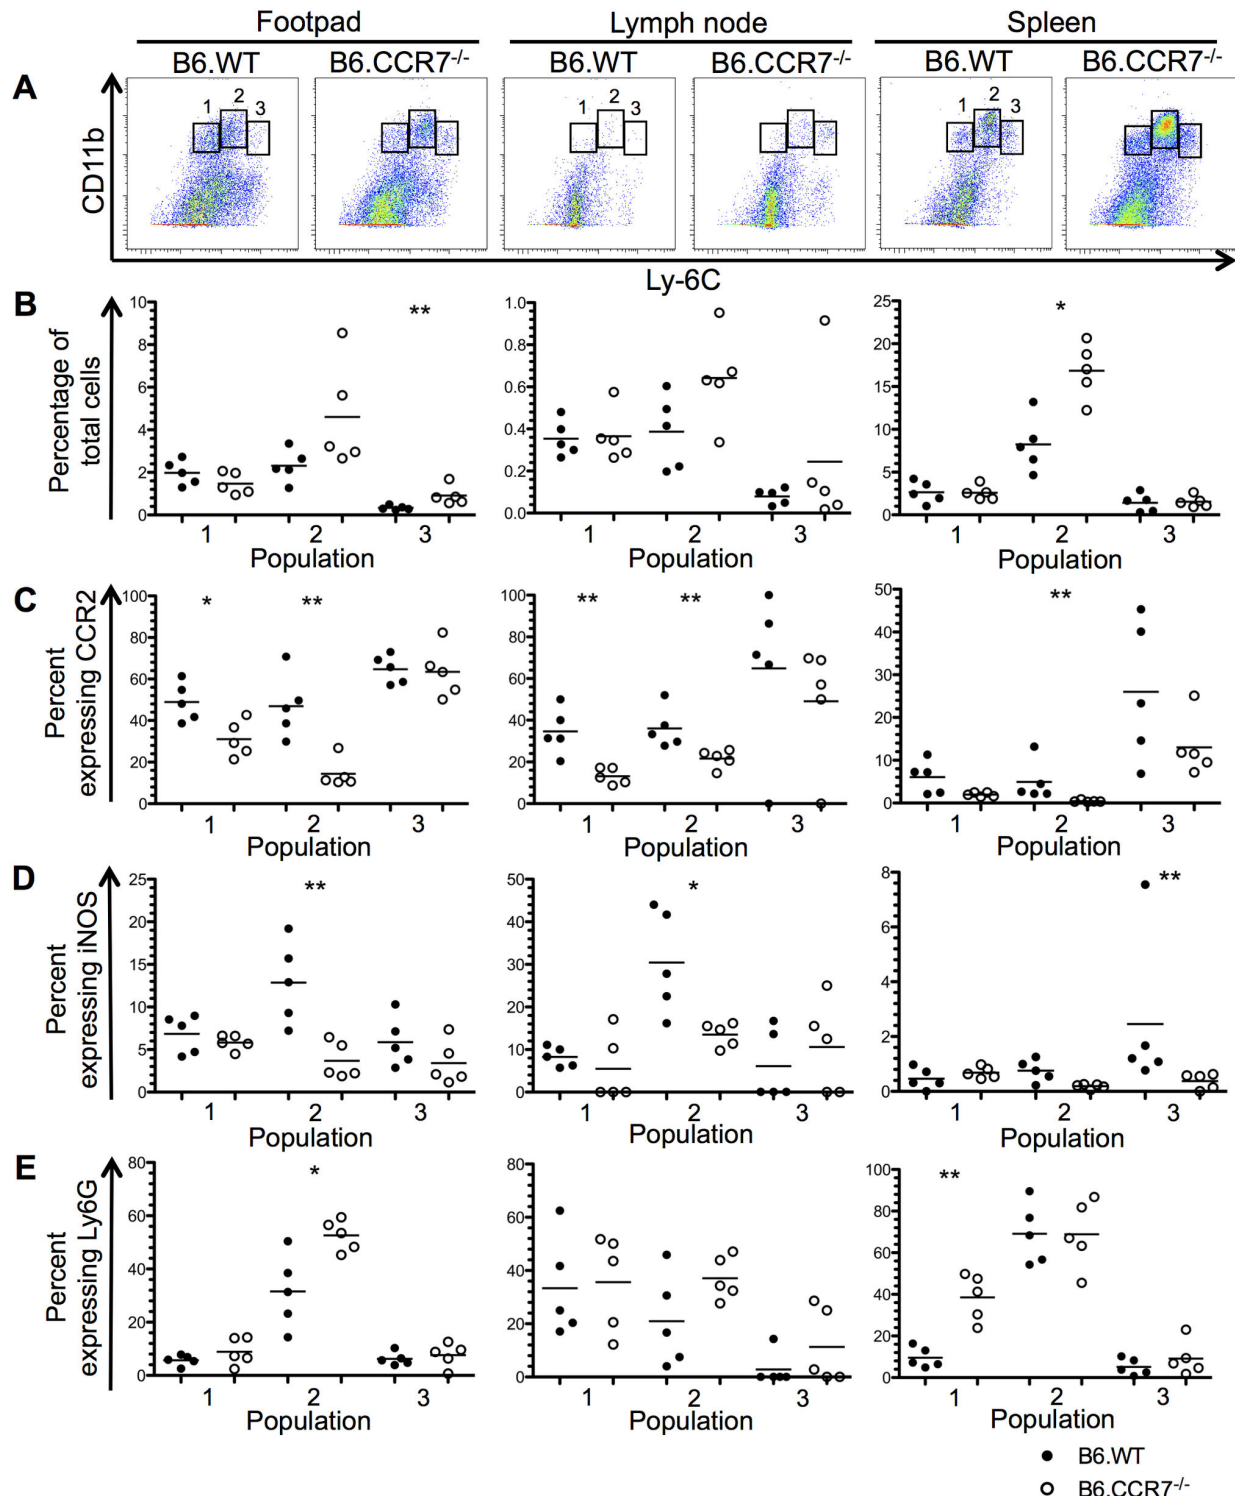 Footpad Lymph node Spleen
B6.WT B6.CCR7-/- B6.WT B6.CCR7-/- B6.WT B6.CCR7-/-
A
1 2 3 1 2 3 1 2 3
CD11b
Ly-6C
B
Percentage of
total cells
10 8 6 4 2 0
**
1 2 3
Population
1.0 0.8 0.6 0.4 0.2 0.0
1 2 3
Population
25 20 15 10 5 0
*
1 2 3
Population
C
Percent
expressing CCR2
100 80 60 40 20 0
* **
1 2 3
Population
100 80 60 40 20 0
** **
1 2 3
Population
50 40 30 20 10 0
**
1 2 3
Population
D
Percent
expressing iNOS
25 20 15 10 5 0
**
1 2 3
Population
50 40 30 20 10 0
*
1 2 3
Population
8 6 4 2 0
**
1 2 3
Population
E
Percent
expressing Ly6G
80 60 40 20 0
*
1 2 3
Population
80 60 40 20 0
1 2 3
Population
100 80 60 40 20 0
**
1 2 3
Population
B6.WT
B6.CCR7-/-